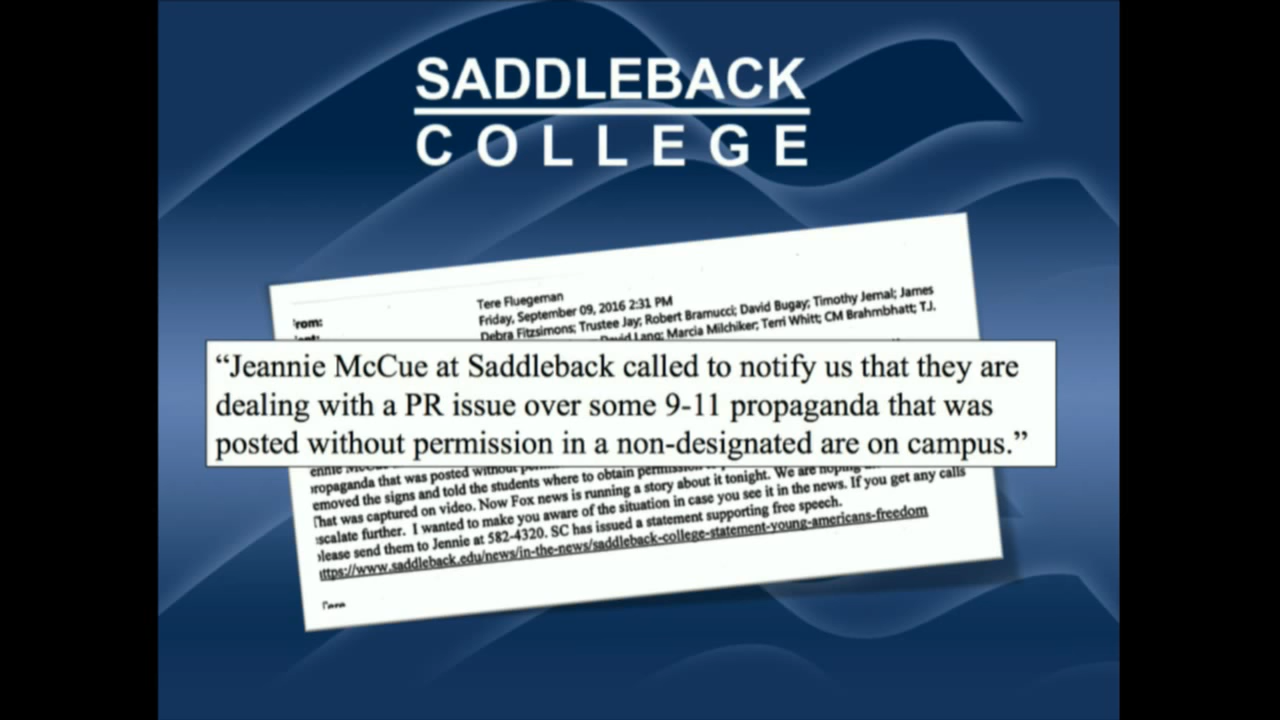 SADDLEBACK
COLLEGE
Tere Fluegeman
Friday, September 09, 2016 2:31 PM
Debra Fitzsimons; Trustee Jay; Robert Bramucci; David Bugay; Timothy Jemal; James
David Lang; Marcia Milchiker; Terri Whitt; CM Brahmbhatt; T.J.
rom:
“Jeannie McCue at Saddleback called to notify us that they are
dealing with a PR issue over some 9-11 propaganda that was
posted without permission in a non-designated are on campus.”
ropaganda that was posted without
emoved the signs and told the students where to obtain permission
That was captured on video. Now Fox news is running a story about it tonight. We are hoping
scalate further. I wanted to make you aware of the situation in case you see it in the news. If you get any calls
please send them to Jennie at 582-4320. SC has issued a statement supporting free speech.
ttps://www.saddleback.edu/news/in-the-news/saddleback-college-statement-young-americans-freedom